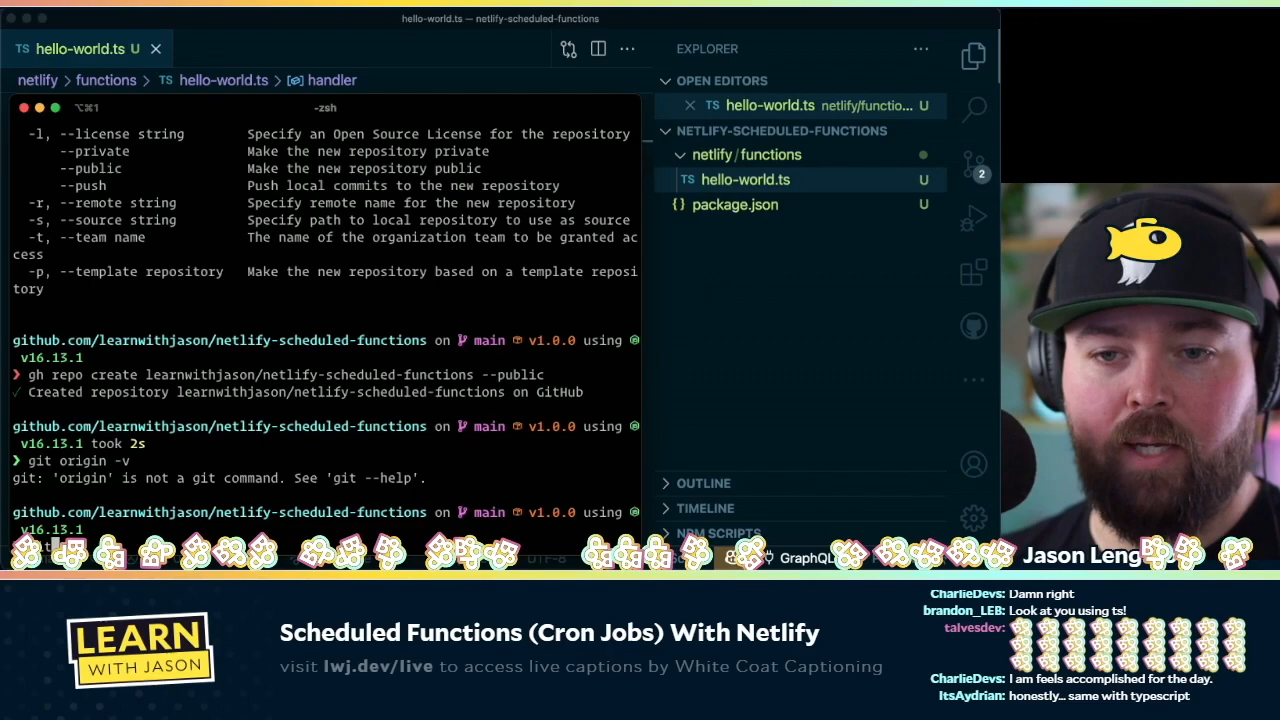 hello-world.ts — netlify-scheduled-functions
TS hello-world.ts U
netlify > functions > TS hello-world.ts > handler
⌥⌘1
-zsh
-l, --license string Specify an Open Source License for the repository
--private Make the new repository private
--public Make the new repository public
--push Push local commits to the new repository
-r, --remote string Specify remote name for the new repository
-s, --source string Specify path to local repository to use as source
-t, --team name The name of the organization team to be granted ac
cess
-p, --template repository Make the new repository based on a template reposi
tory
github.com/learnwithjason/netlify-scheduled-functions on main v1.0.0 using
v16.13.1
❯ gh repo create learnwithjason/netlify-scheduled-functions --public
✓ Created repository learnwithjason/netlify-scheduled-functions on GitHub
github.com/learnwithjason/netlify-scheduled-functions on main v1.0.0 using
v16.13.1 took 2s
❯ git origin -v
git: 'origin' is not a git command. See 'git --help'.
github.com/learnwithjason/netlify-scheduled-functions on main v1.0.0 using
v16.13.1
EXPLORER
OPEN EDITORS
TS hello-world.ts netlify/functio... U
NETLIFY-SCHEDULED-FUNCTIONS
netlify / functions
TS hello-world.ts U
{} package.json U
OUTLINE
TIMELINE
NPM SCRIPTS
UTF-8
GraphQL
2
Jason Leng
LEARN
WITH JASON
Scheduled Functions (Cron Jobs) With Netlify
visit lwj.dev/live to access live captions by White Coat Captioning
CharlieDevs: Damn right
brandon_LEB: Look at you using ts!
talvesdev:
CharlieDevs: I am feels accomplished for the day.
ItsAydrian: honestly... same with typescript